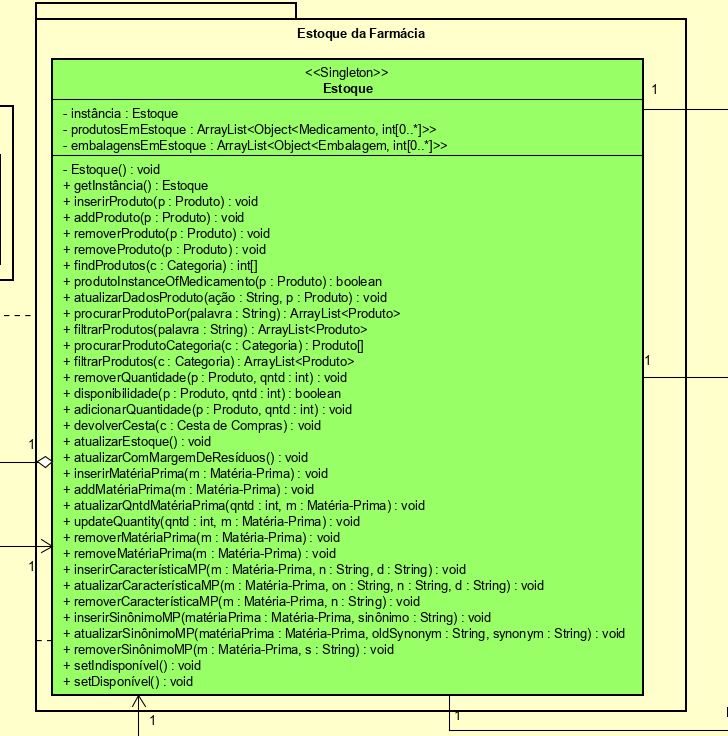 Estoque da Farmácia
<<Singleton>>
Estoque
- instância : Estoque
- produtosEmEstoque : ArrayList<Object<Medicamento, int[0..*]>>
- embalagensEmEstoque : ArrayList<Object<Embalagem, int[0..*]>>
- Estoque() : void
+ getInstância() : Estoque
+ inserirProduto(p : Produto) : void
+ addProduto(p : Produto) : void
+ removerProduto(p : Produto) : void
+ removeProduto(p : Produto) : void
+ findProdutos(c : Categoria) : int[]
+ produtoInstanceOfMedicamento(p : Produto) : boolean
+ atualizarDadosProduto(ação : String, p : Produto) : void
+ procurarProdutoPor(palavra : String) : ArrayList<Produto>
+ filtrarProdutos(palavra : String) : ArrayList<Produto>
+ procurarProdutoCategoria(c : Categoria) : Produto[]
+ filtrarProdutos(c : Categoria) : ArrayList<Produto>
+ removerQuantidade(p : Produto, qntd : int) : void
+ disponibilidade(p : Produto, qntd : int) : boolean
+ adicionarQuantidade(p : Produto, qntd : int) : void
+ devolverCesta(c : Cesta de Compras) : void
+ atualizarEstoque() : void
+ atualizarComMargemDeResíduos() : void
+ inserirMatériaPrima(m : Matéria-Prima) : void
+ addMatériaPrima(m : Matéria-Prima) : void
+ atualizarQntdMatériaPrima(qntd : int, m : Matéria-Prima) : void
+ updateQuantity(qntd : int, m : Matéria-Prima) : void
+ removerMatériaPrima(m : Matéria-Prima) : void
+ removeMatériaPrima(m : Matéria-Prima) : void
+ inserirCaracterísticaMP(m : Matéria-Prima, n : String, d : String) : void
+ atualizarCaracterísticaMP(m : Matéria-Prima, on : String, n : String, d : String) : void
+ removerCaracterísticaMP(m : Matéria-Prima, n : String) : void
+ inserirSinônimoMP(matériaPrima : Matéria-Prima, sinônimo : String) : void
+ atualizarSinônimoMP(matériaPrima : Matéria-Prima, oldSynonym : String, synonym : String) : void
+ removerSinônimoMP(m : Matéria-Prima, s : String) : void
+ setIndisponível() : void
+ setDisponível() : void
1
1
1
1
1
1